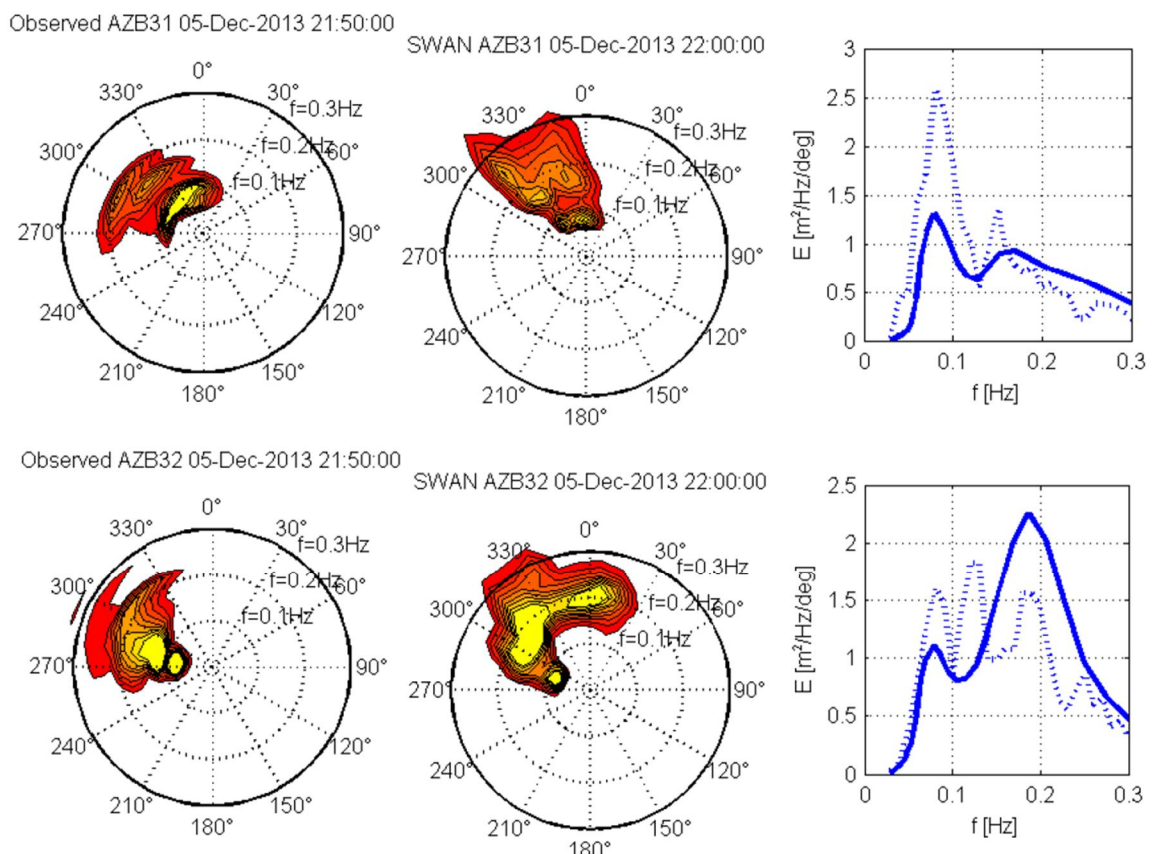 Observed AZB31 05-Dec-2013 21:50:00
0°
30°
60°
90°
120°
150°
180°
210°
240°
270°
300°
330°
f=0.3Hz
f=0.2Hz
f=0.1Hz
SWAN AZB31 05-Dec-2013 22:00:00
0°
30°
60°
90°
120°
150°
180°
210°
240°
270°
300°
330°
f=0.3Hz
f=0.2Hz
f=0.1Hz
3
2.5
2
1.5
1
0.5
0
E [m²/Hz/deg]
0 0.1 0.2 0.3
f [Hz]
Observed AZB32 05-Dec-2013 21:50:00
0°
30°
60°
90°
120°
150°
180°
210°
240°
270°
300°
330°
f=0.3Hz
f=0.2Hz
f=0.1Hz
SWAN AZB32 05-Dec-2013 22:00:00
0°
30°
60°
90°
120°
150°
180°
210°
240°
270°
300°
330°
f=0.3Hz
f=0.2Hz
f=0.1Hz
2.5
2
1.5
1
0.5
0
E [m²/Hz/deg]
0 0.1 0.2 0.3
f [Hz]